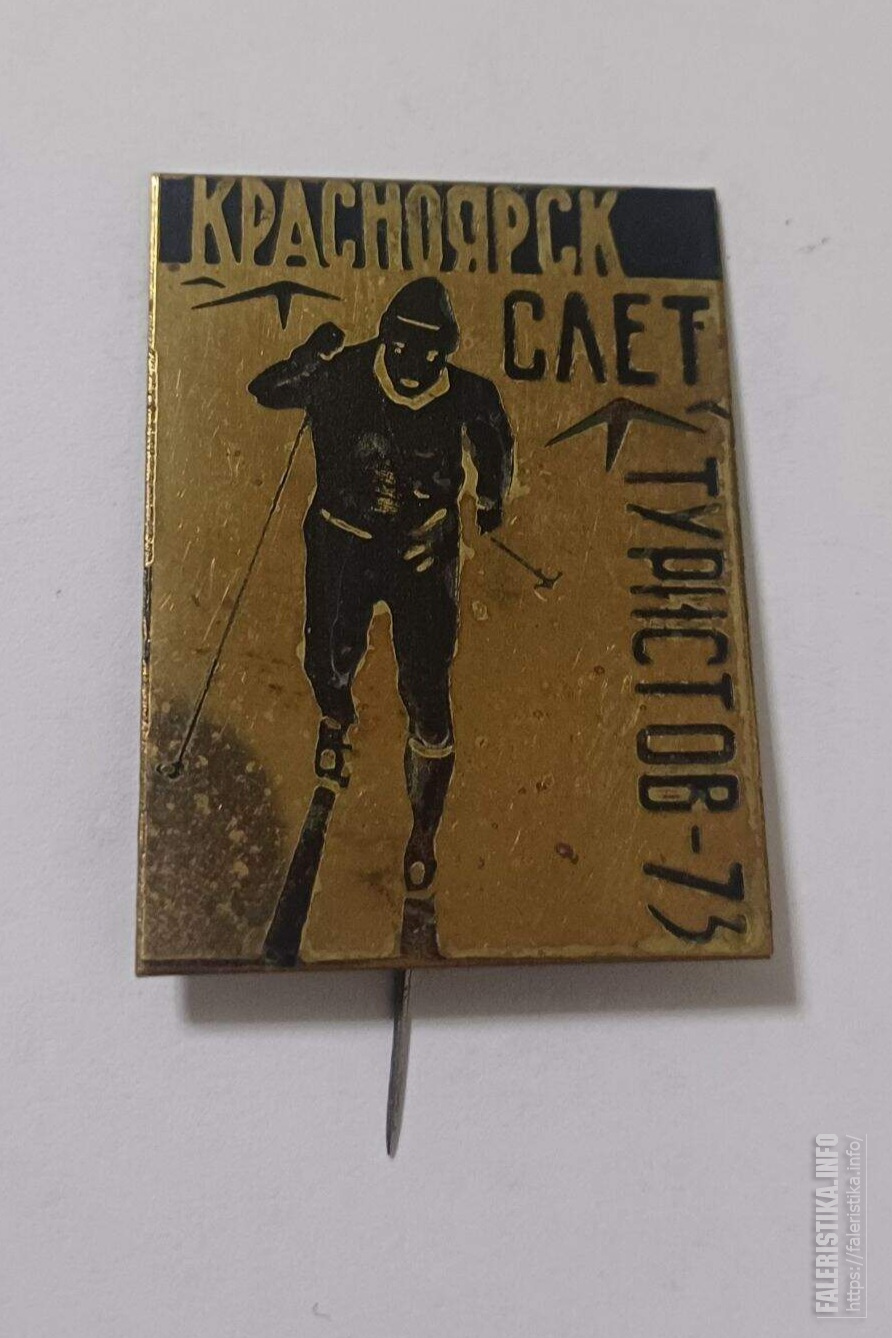 КРАСНОЯРСК
СЛЕТ
ТУРИСТОВ-73
FALERISTIKA.INFO
https://faleristika.info/